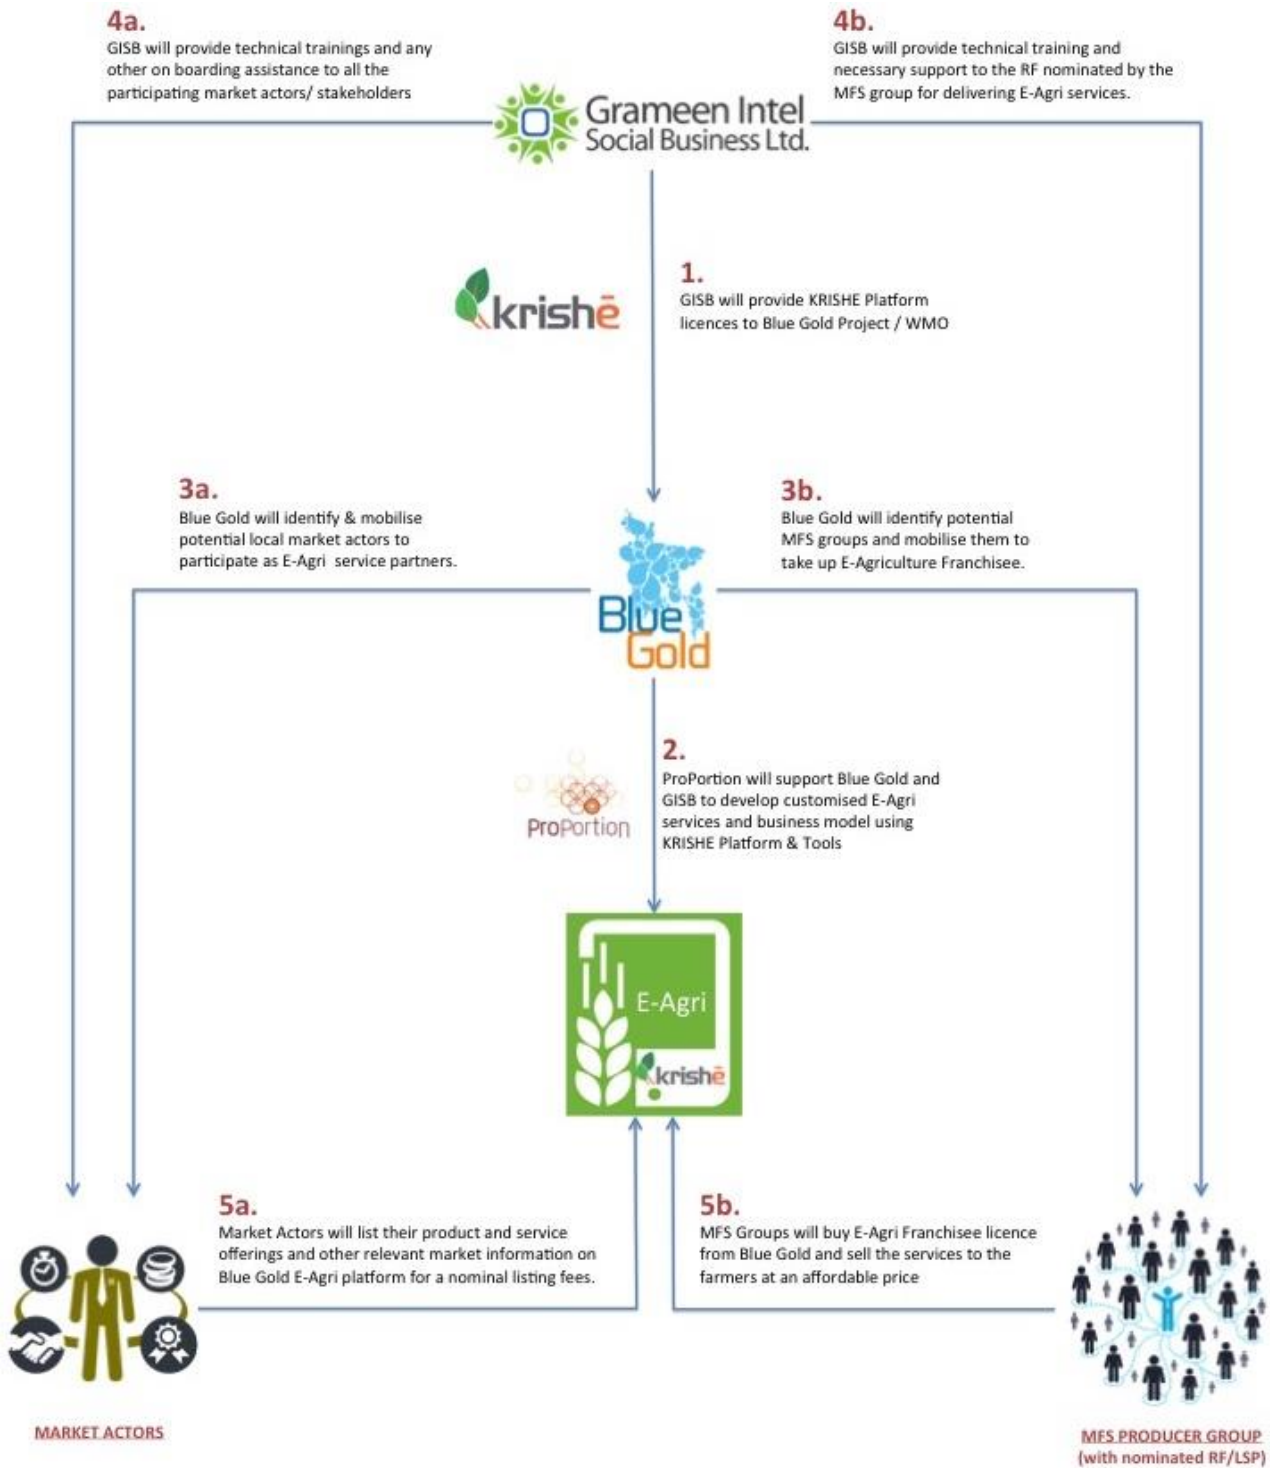 4a.
GISB will provide technical trainings and any
other on boarding assistance to all the
participating market actors/ stakeholders
4b.
GISB will provide technical training and
necessary support to the RF nominated by the
MFS group for delivering E-Agri services.
Grameen Intel
Social Business Ltd.
krishē
1.
GISB will provide KRISHE Platform
licences to Blue Gold Project / WMO
3a.
Blue Gold will identify & mobilise
potential local market actors to
participate as E-Agri service partners.
3b.
Blue Gold will identify potential
MFS groups and mobilise them to
take up E-Agriculture Franchisee.
Blue
Gold
2.
ProPortion will support Blue Gold and
GISB to develop customised E-Agri
services and business model using
KRISHE Platform & Tools
ProPortion
E-Agri
krishē
5a.
Market Actors will list their product and service
offerings and other relevant market information on
Blue Gold E-Agri platform for a nominal listing fees.
5b.
MFS Groups will buy E-Agri Franchisee licence
from Blue Gold and sell the services to the
farmers at an affordable price
MARKET ACTORS
MFS PRODUCER GROUP
(with nominated RF/LSP)